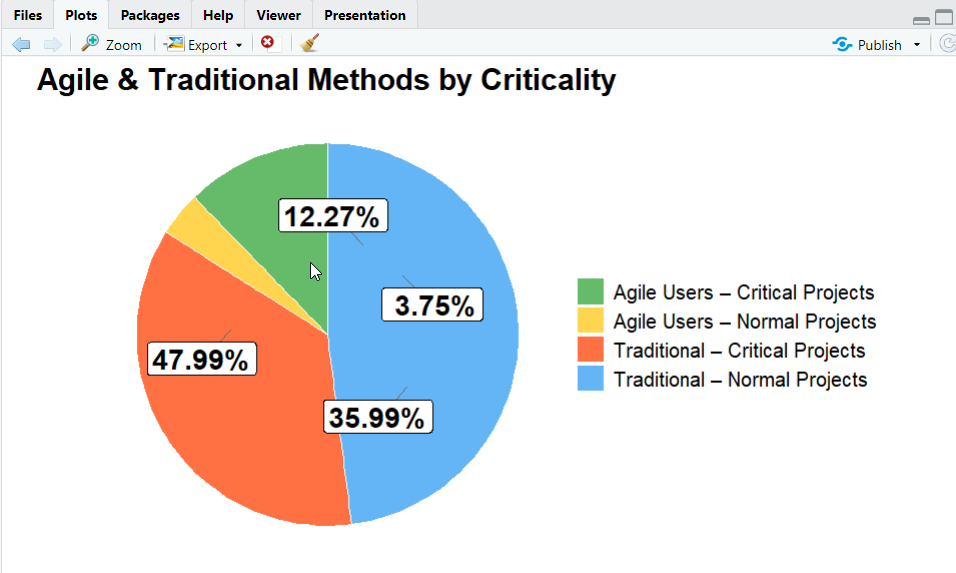 Files Plots Packages Help Viewer Presentation
Zoom Export Publish
Agile & Traditional Methods by Criticality
12.27%
3.75%
47.99%
35.99%
Agile Users – Critical Projects
Agile Users – Normal Projects
Traditional – Critical Projects
Traditional – Normal Projects